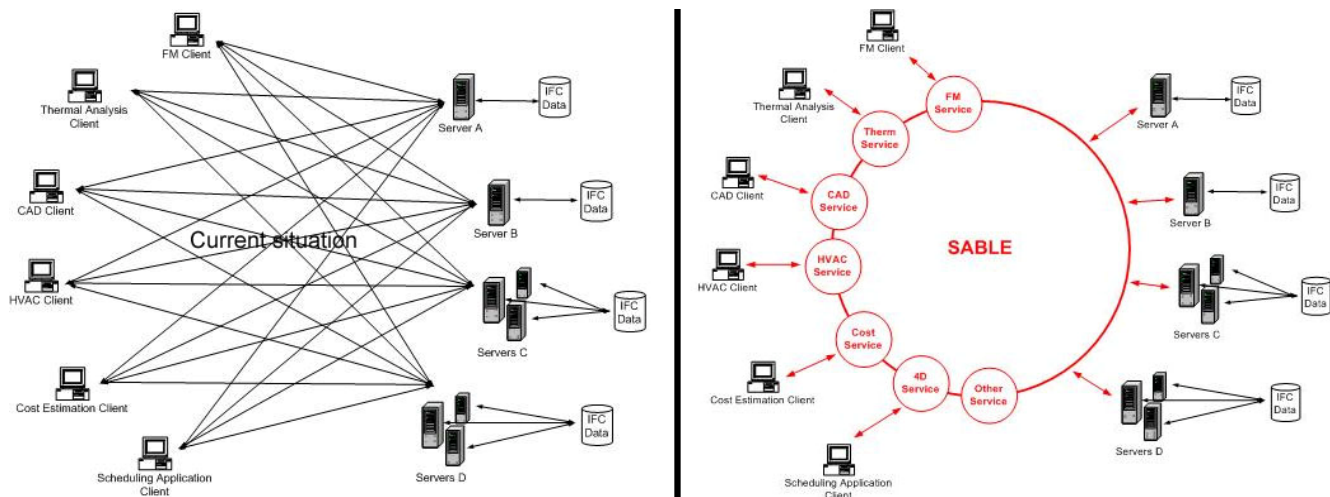 FM Client
Thermal Analysis
Client
CAD Client
HVAC Client
Cost Estimation Client
Scheduling Application
Client
Current situation
Server A
IFC
Data
Server B
IFC
Data
Servers C
IFC
Data
Servers D
IFC
Data
FM Client
Thermal Analysis
Client
CAD Client
HVAC Client
Cost Estimation Client
Scheduling Application
Client
FM
Service
Therm
Service
CAD
Service
HVAC
Service
Cost
Service
4D
Service
Other
Service
SABLE
Server A
IFC
Data
Server B
IFC
Data
Servers C
IFC
Data
Servers D
IFC
Data